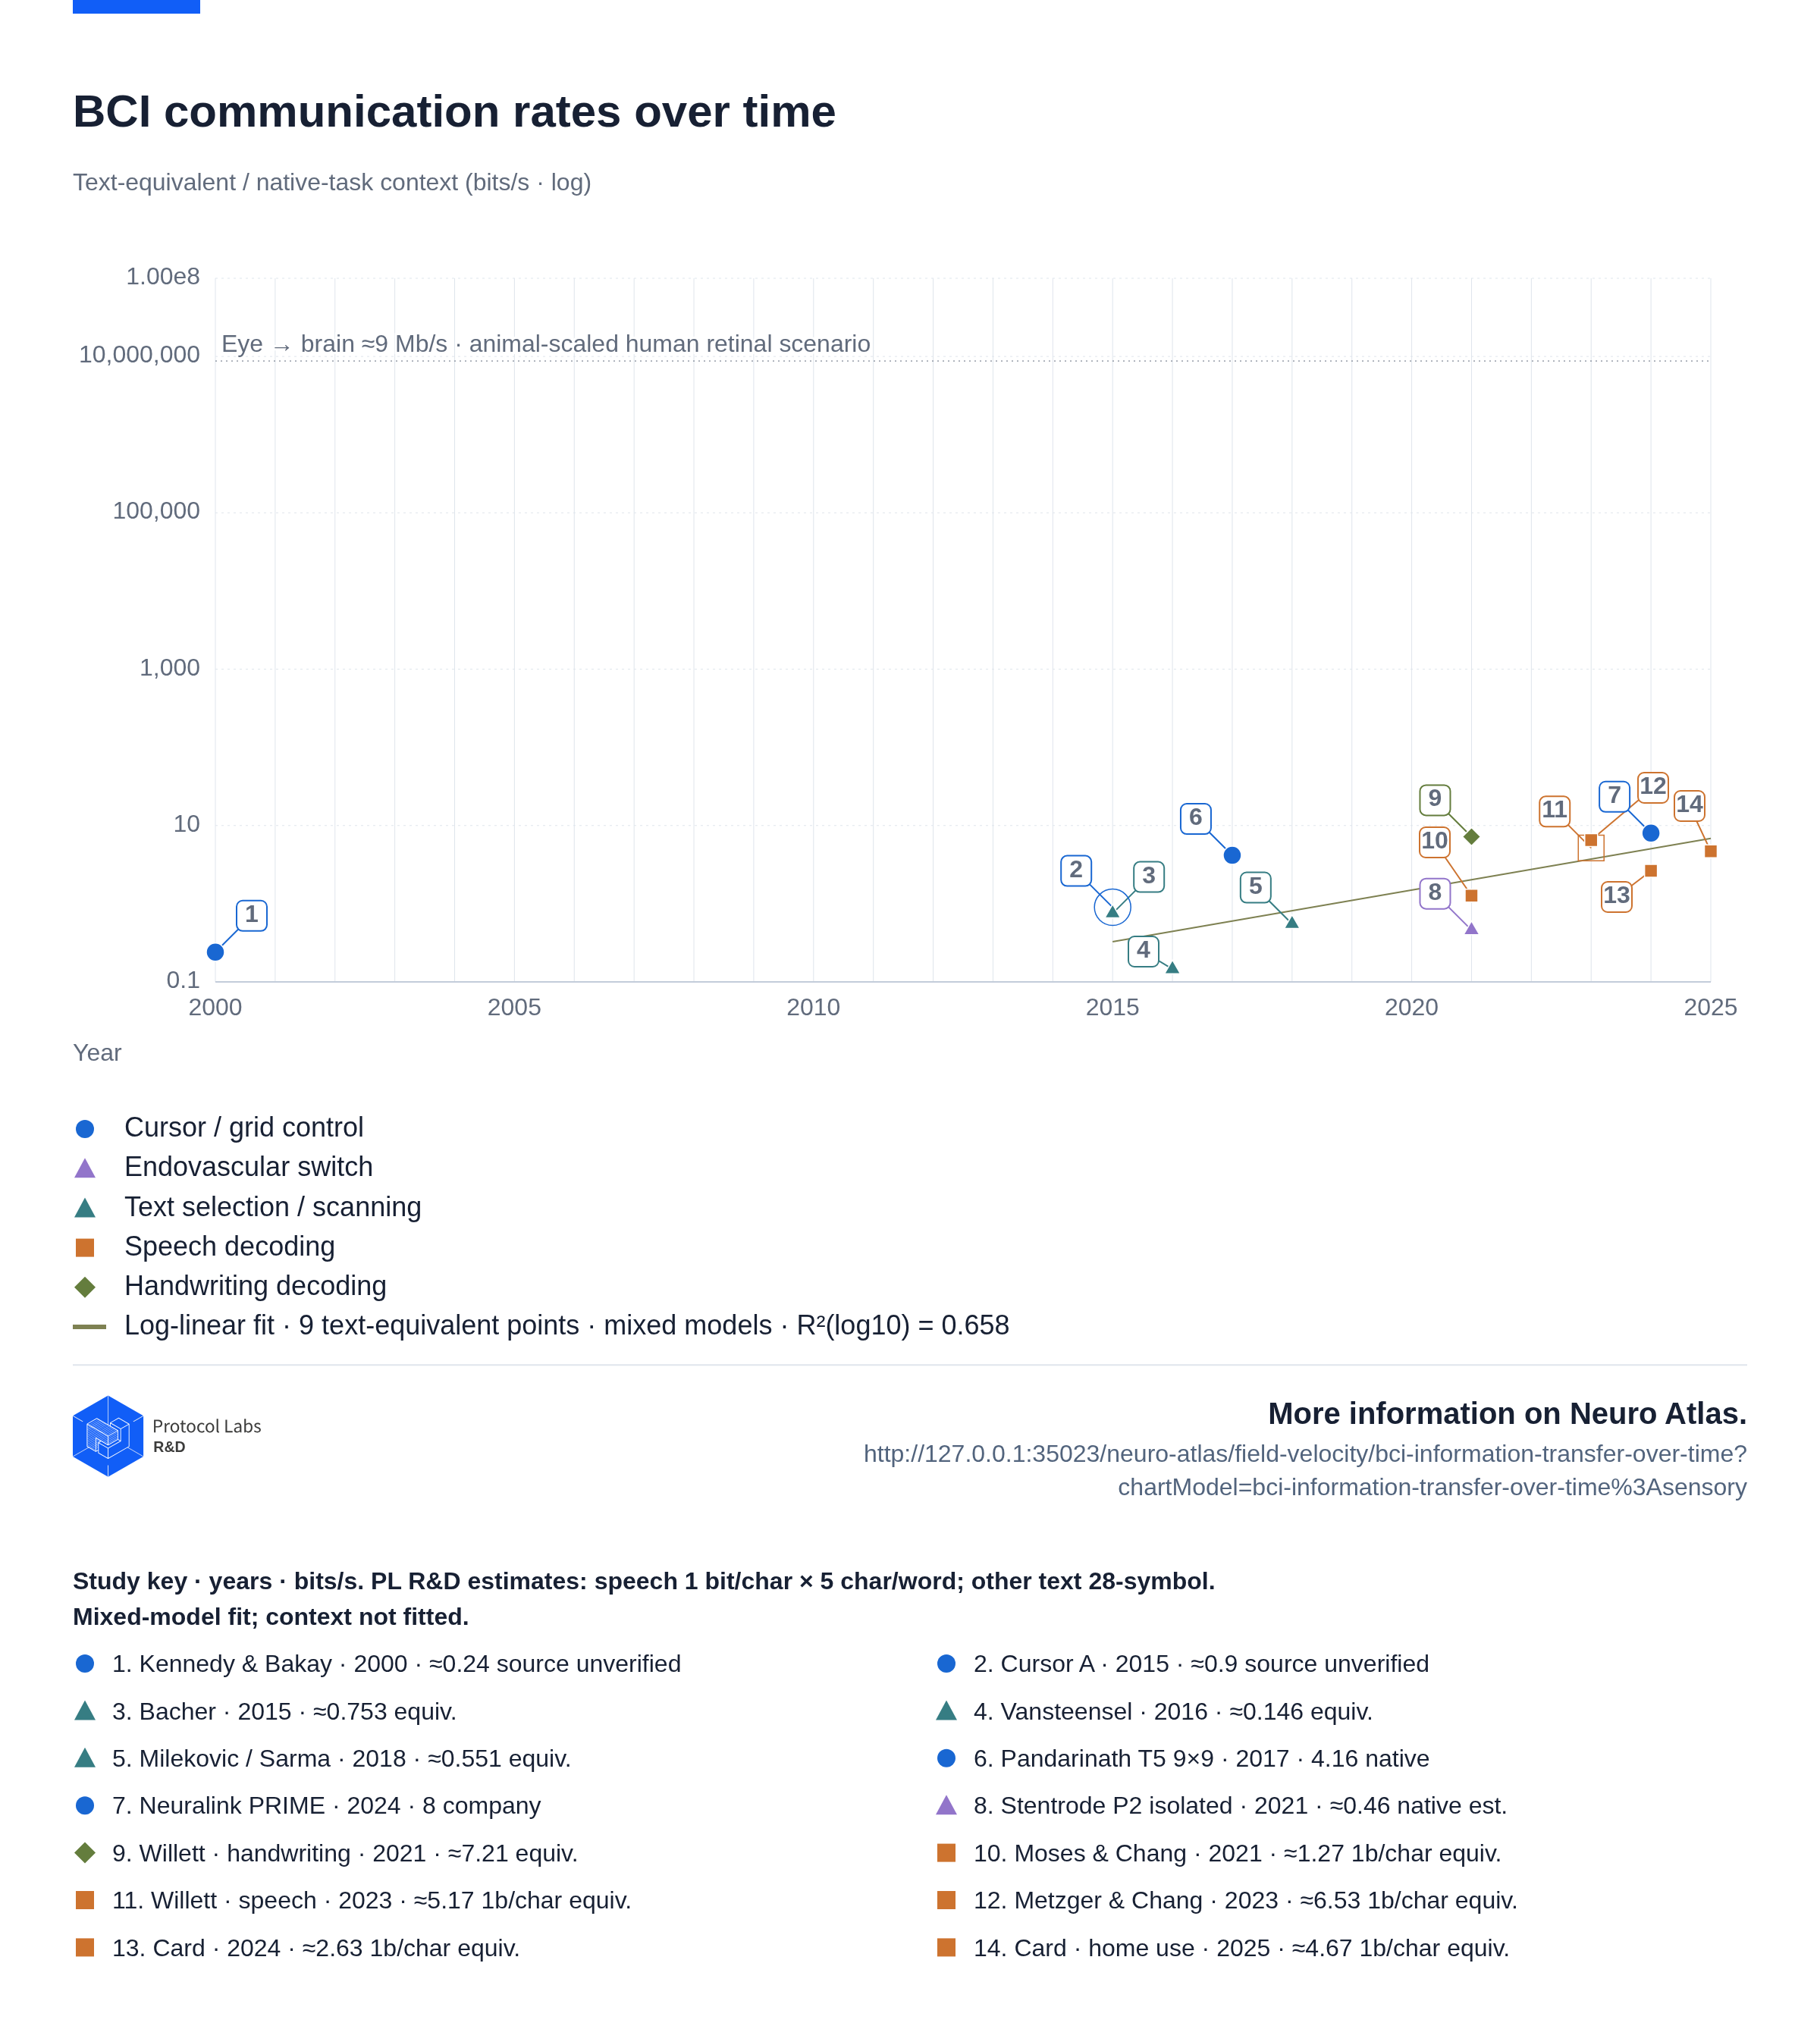 BCI communication rates over time
Text-equivalent / native-task context (bits/s · log)
1.00e8
Eye → brain ≈9 Mb/s · animal-scaled human retinal scenario
10,000,000
100,000
1,000
12
7
9
14
11
10
6
10
2
3
5
8
13
1
4
0.1
2000
2005
2010
2015
2020
2025
Year
Cursor / grid control
Endovascular switch
Text selection / scanning
Speech decoding
Handwriting decoding
Log-linear fit · 9 text-equivalent points · mixed models · R²(log10) = 0.658
Protocol Labs
R&D
More information on Neuro Atlas.
http://127.0.0.1:35023/neuro-atlas/field-velocity/bci-information-transfer-over-time?
chartModel=bci-information-transfer-over-time%3Asensory
Study key · years · bits/s. PL R&D estimates: speech 1 bit/char × 5 char/word; other text 28-symbol.
Mixed-model fit; context not fitted.
1. Kennedy & Bakay · 2000 · ≈0.24 source unverified
2. Cursor A · 2015 · ≈0.9 source unverified
3. Bacher · 2015 · ≈0.753 equiv.
4. Vansteensel · 2016 · ≈0.146 equiv.
5. Milekovic / Sarma · 2018 · ≈0.551 equiv.
6. Pandarinath T5 9×9 · 2017 · 4.16 native
7. Neuralink PRIME · 2024 · 8 company
8. Stentrode P2 isolated · 2021 · ≈0.46 native est.
9. Willett · handwriting · 2021 · ≈7.21 equiv.
10. Moses & Chang · 2021 · ≈1.27 1b/char equiv.
11. Willett · speech · 2023 · ≈5.17 1b/char equiv.
12. Metzger & Chang · 2023 · ≈6.53 1b/char equiv.
13. Card · 2024 · ≈2.63 1b/char equiv.
14. Card · home use · 2025 · ≈4.67 1b/char equiv.